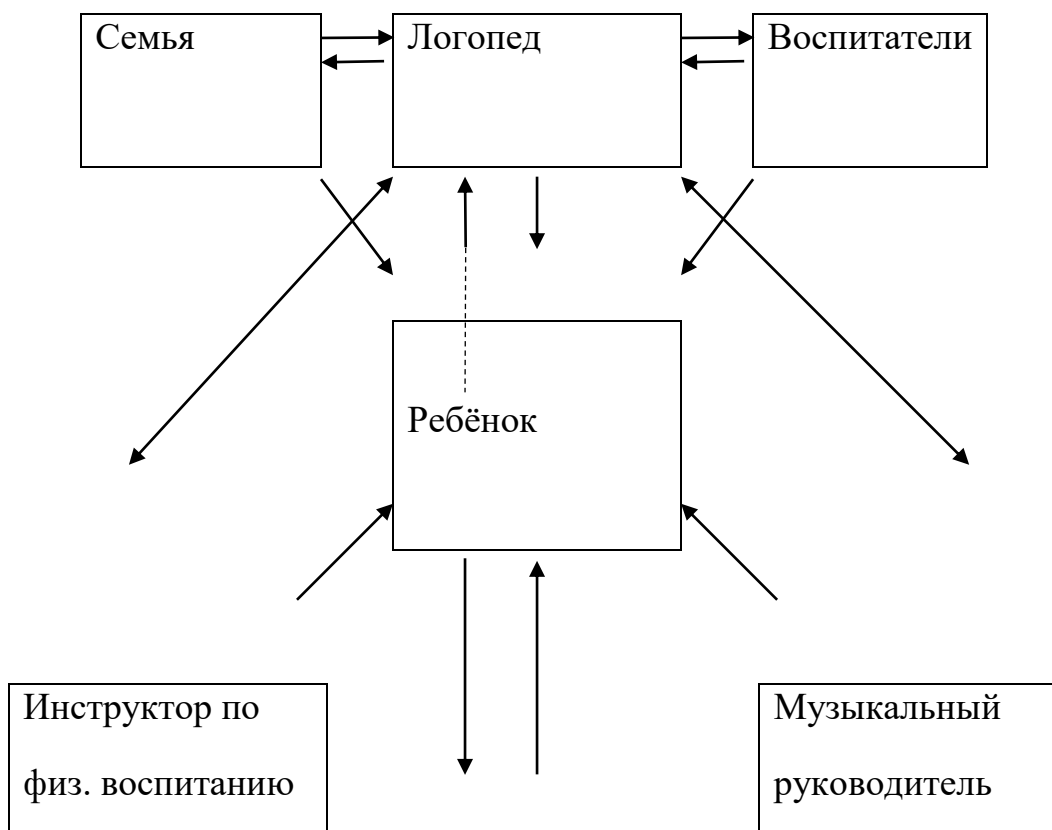 Семья
Логопед
Воспитатели
Ребёнок
Инструктор по
физ. воспитанию
Музыкальный
руководитель